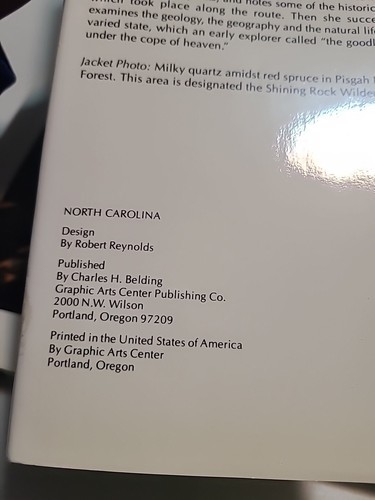 took place along the route. Then she
examines the geology, the geography and the natural
varied state, which an early explorer called "the
under the cope of heaven."
Jacket Photo: Milky quartz amidst red spruce in Pisgah
Forest. This area is designated the Shining Rock
NORTH CAROLINA
Design
By Robert Reynolds
Published
By Charles H. Belding
Graphic Arts Center Publishing Co.
2000 N.W. Wilson
Portland, Oregon 97209
Printed in the United States of America
By Graphic Arts Center
Portland, Oregon